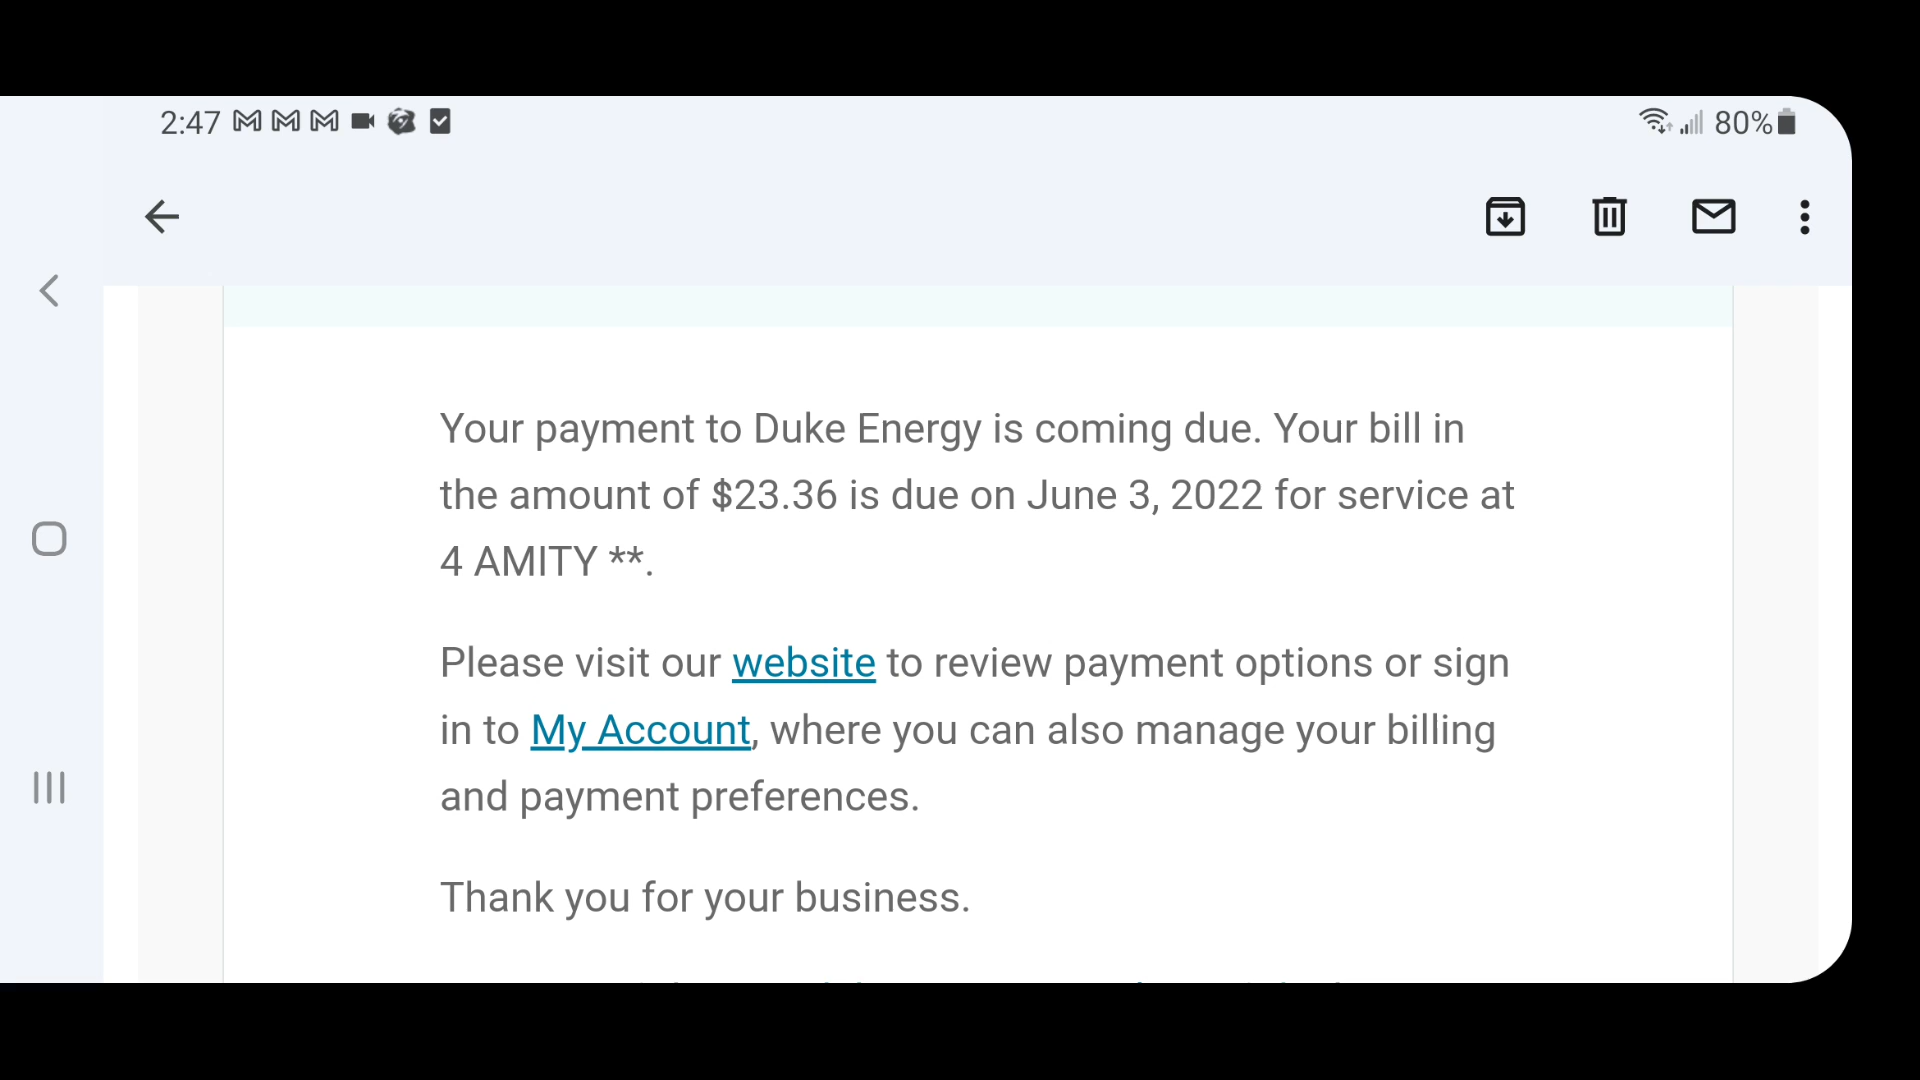 2:47
80%
Your payment to Duke Energy is coming due. Your bill in
the amount of $23.36 is due on June 3, 2022 for service at
4 AMITY **.
Please visit our website to review payment options or sign
in to My Account, where you can also manage your billing
and payment preferences.
Thank you for your business.